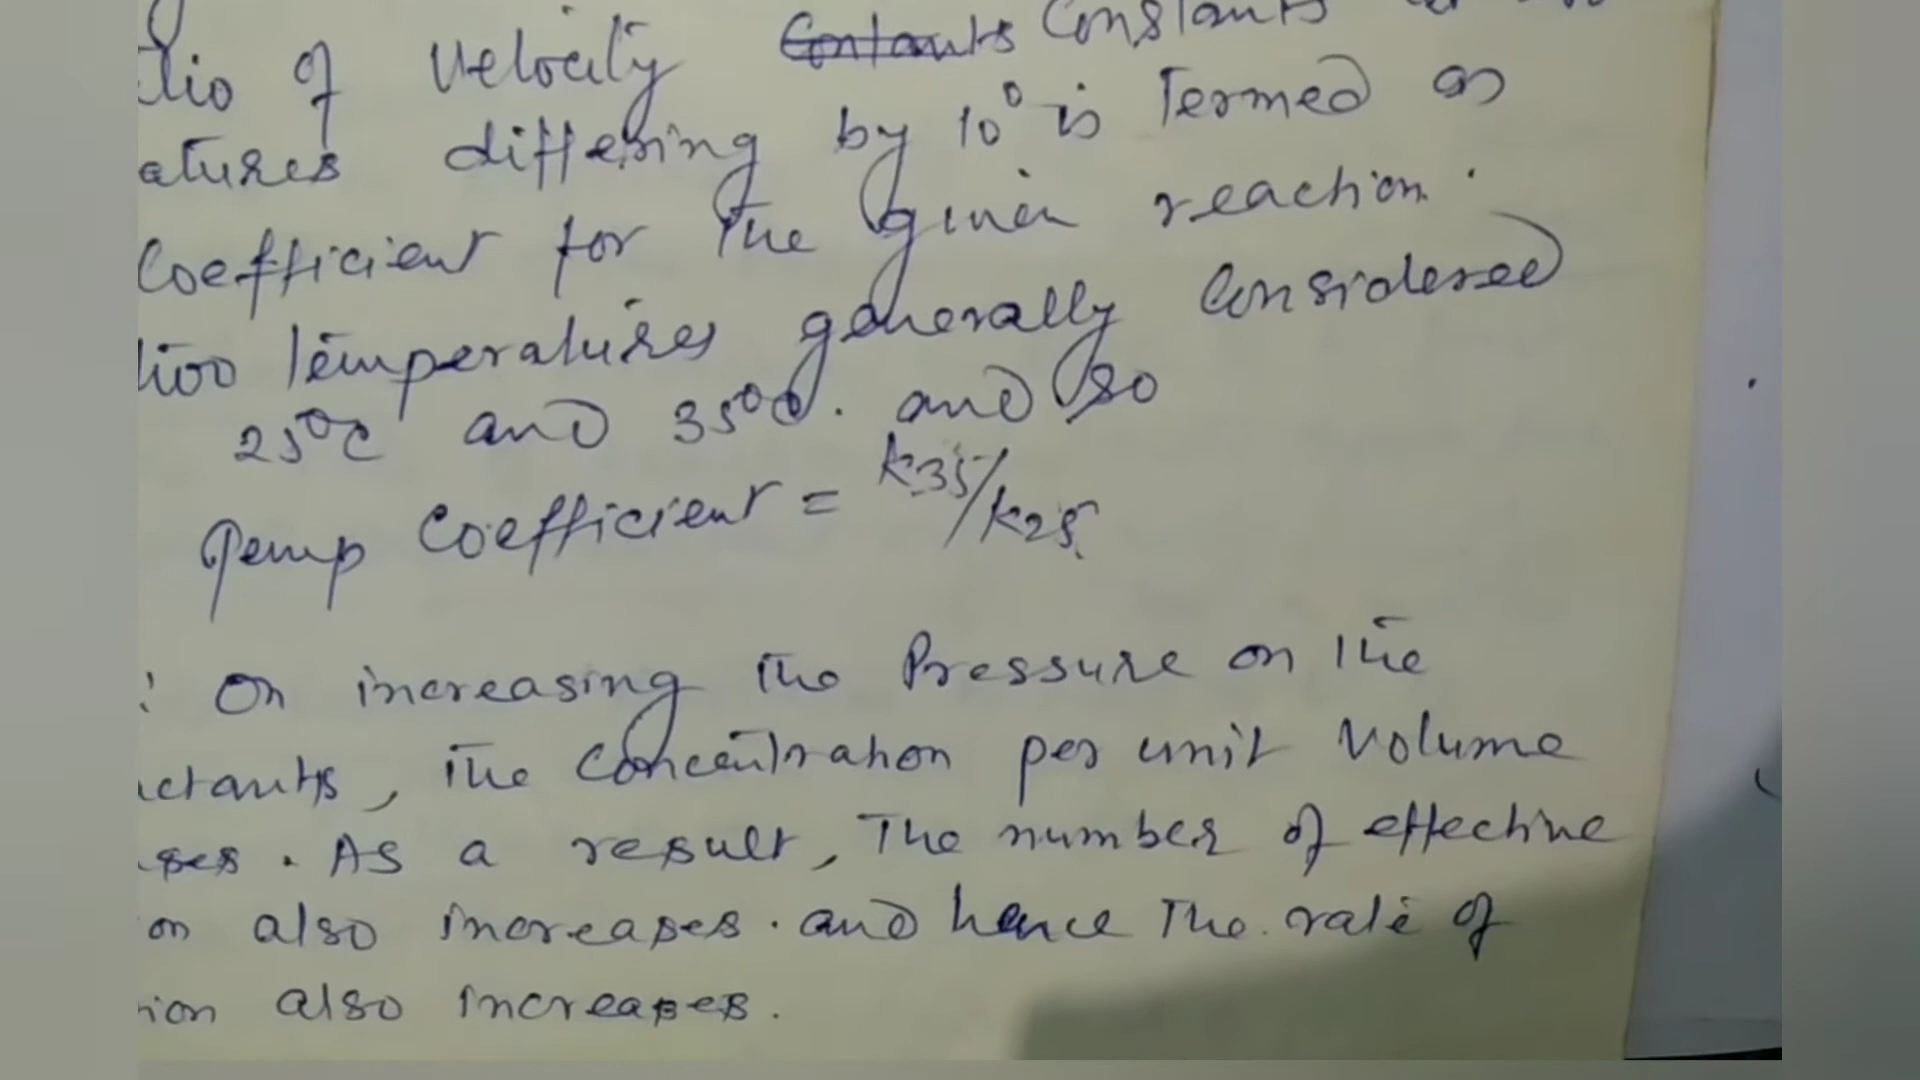 tio of velocity Contants Constants at two
atures differing by 10° is Termed as
Coefficient for the given reaction.
two temperatures generally Considered
25°C and 35°C. and so
Temp Coefficient = K35/K25.
: On increasing the Pressure on the
ctants, the Concentration per unit volume
ses. As a result, The number of effective
on also increases. and hence The rate of
ion also increases.